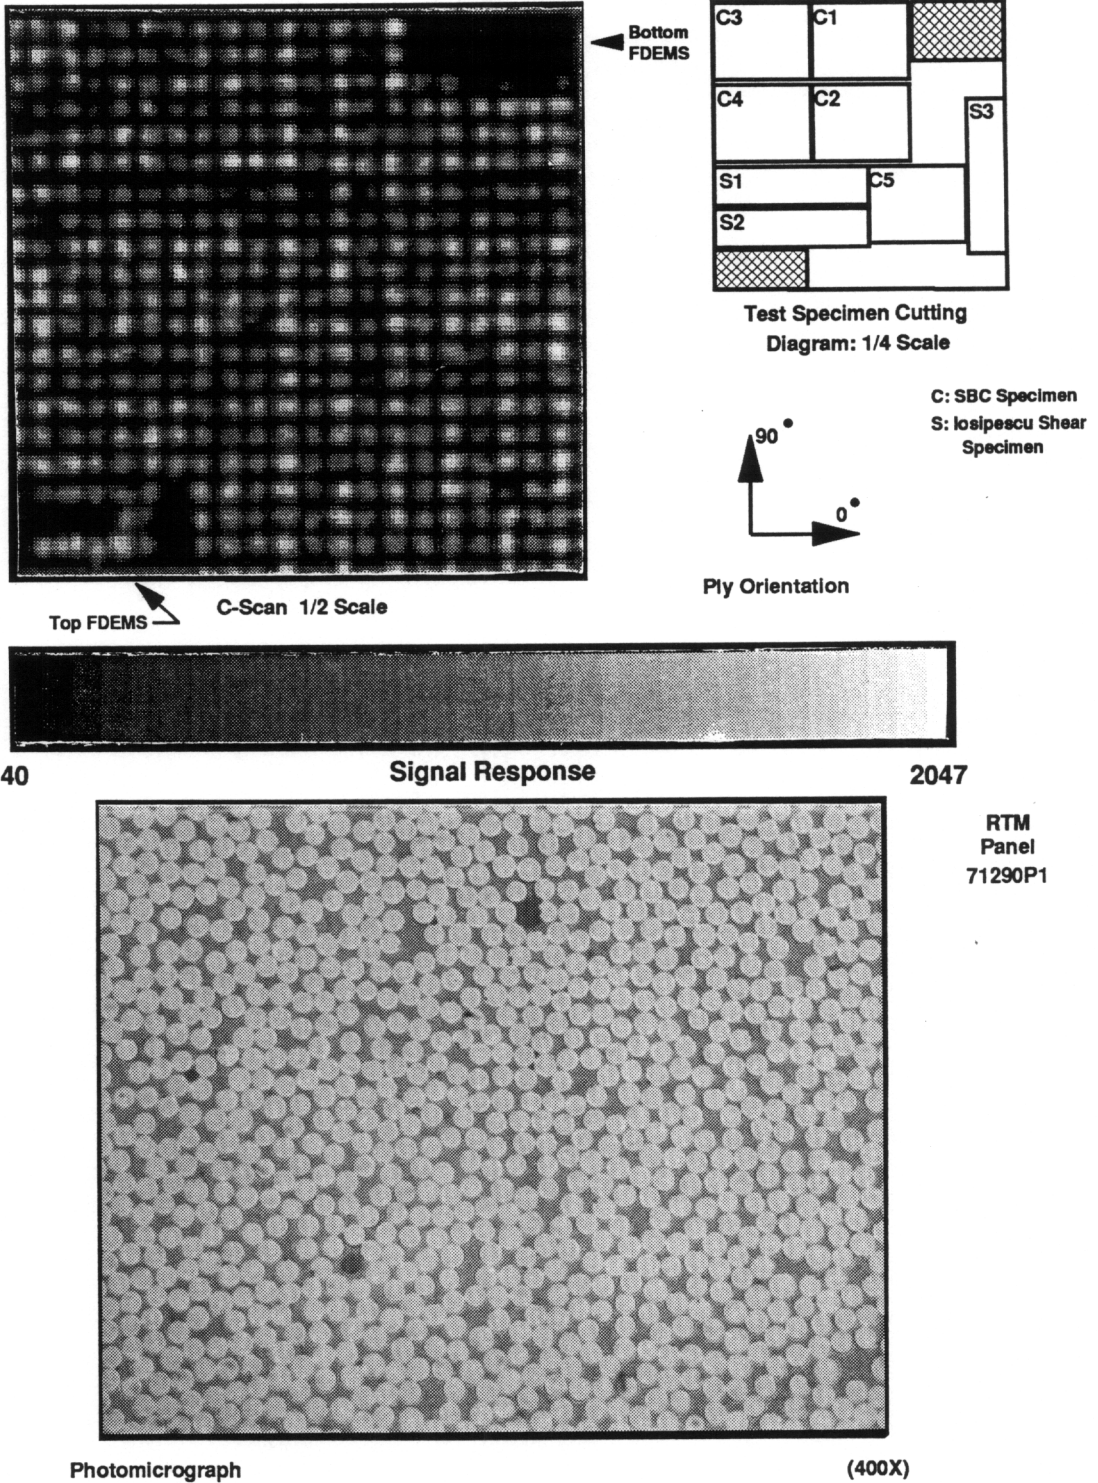 Bottom
FDEMS
C3
C1
C4
C2
S3
S1
C5
S2
Test Specimen Cutting
Diagram: 1/4 Scale
C: SBC Specimen
S: Iosipescu Shear
Specimen
90°
0°
Ply Orientation
C-Scan 1/2 Scale
Top FDEMS
40
Signal Response
2047
RTM
Panel
71290P1
Photomicrograph
(400X)